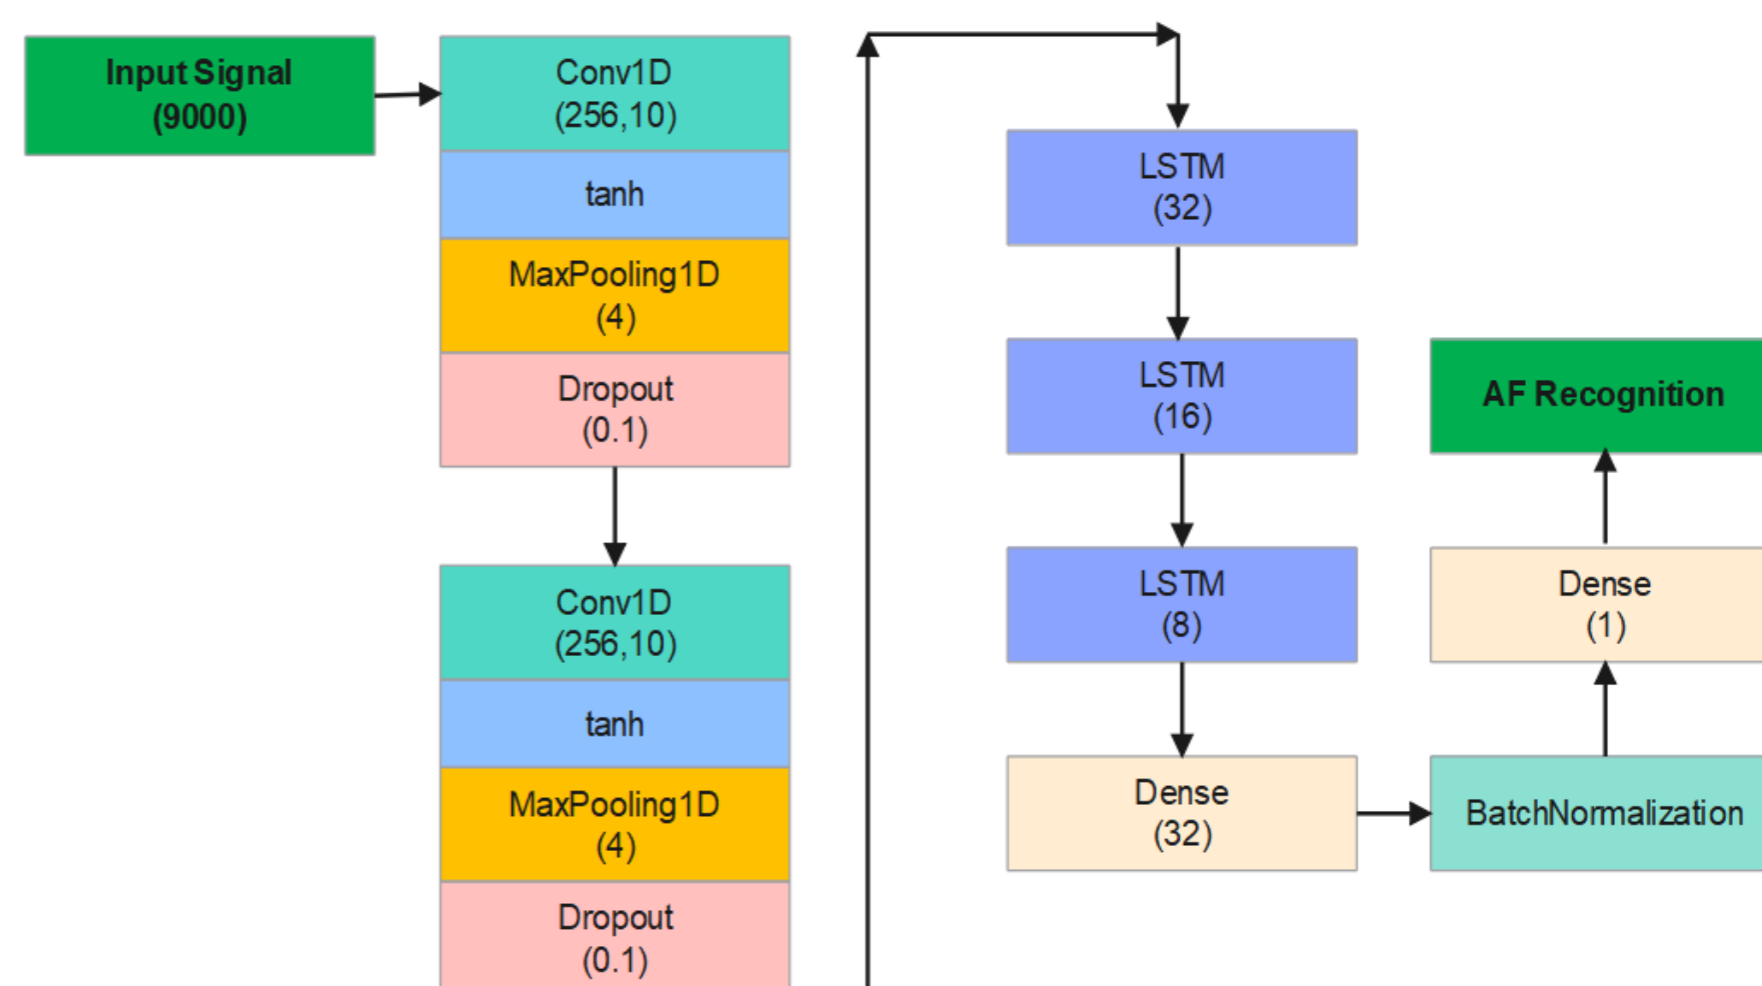 Input Signal
(9000)
Conv1D
(256,10)
tanh
MaxPooling1D
(4)
Dropout
(0.1)
Conv1D
(256,10)
tanh
MaxPooling1D
(4)
Dropout
(0.1)
LSTM
(32)
LSTM
(16)
LSTM
(8)
Dense
(32)
BatchNormalization
Dense
(1)
AF Recognition